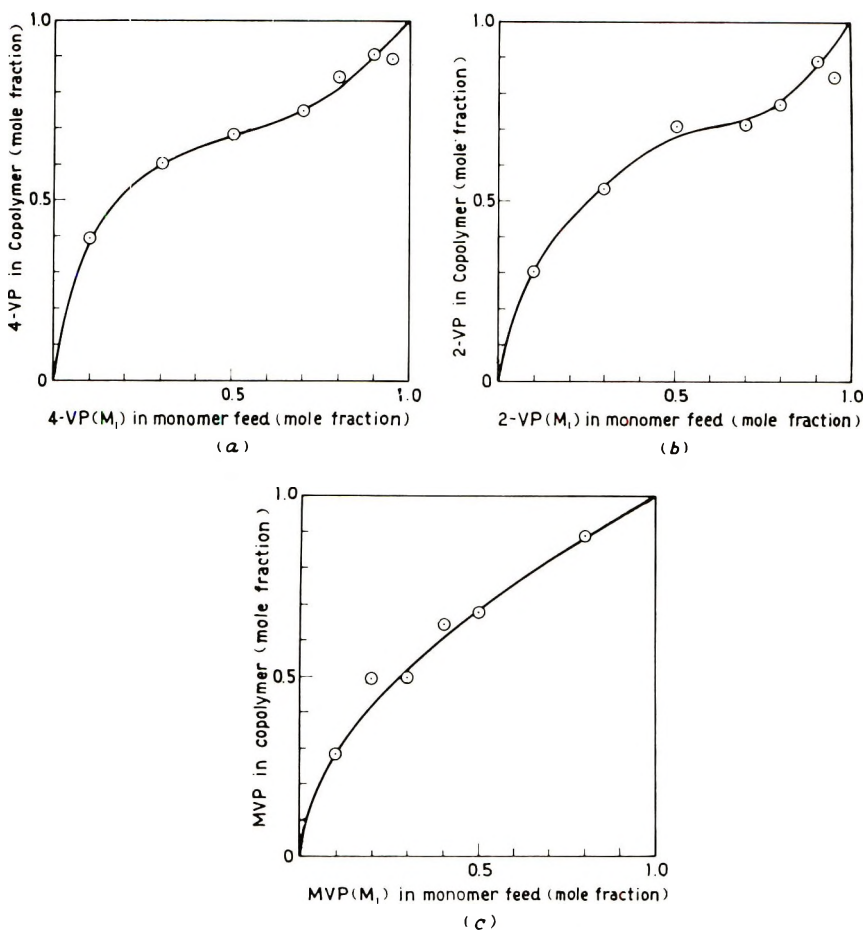 1.0
4-VP in Copolymer (mole fraction)
0.5
0
0.5
1.0
4-VP(M₁) in monomer feed (mole fraction)
(a)
1.0
2-VP in Copolymer (mole fraction)
0.5
0
0.5
1.0
2-VP(M₁) in monomer feed (mole fraction)
(b)
1.0
MVP in copolymer (mole fraction)
0.5
0
0.5
1.0
MVP(M₁) in monomer feed (mole fraction)
(c)